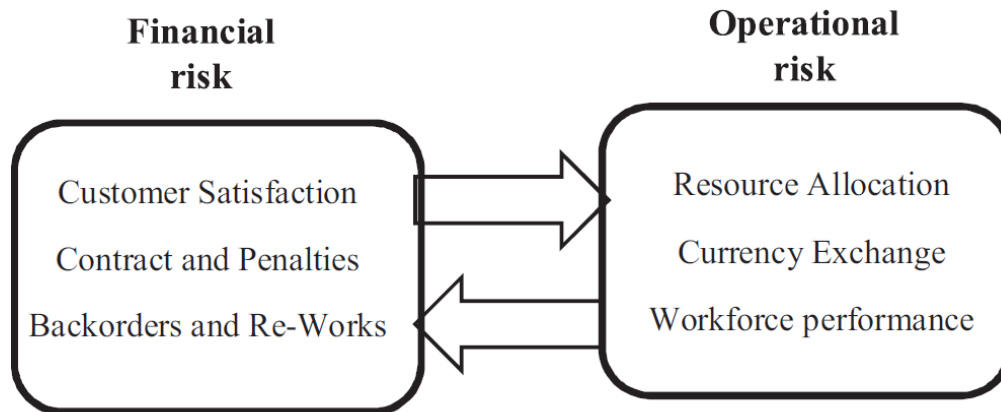 Financial
risk
Operational
risk
Customer Satisfaction
Contract and Penalties
Backorders and Re-Works
Resource Allocation
Currency Exchange
Workforce performance